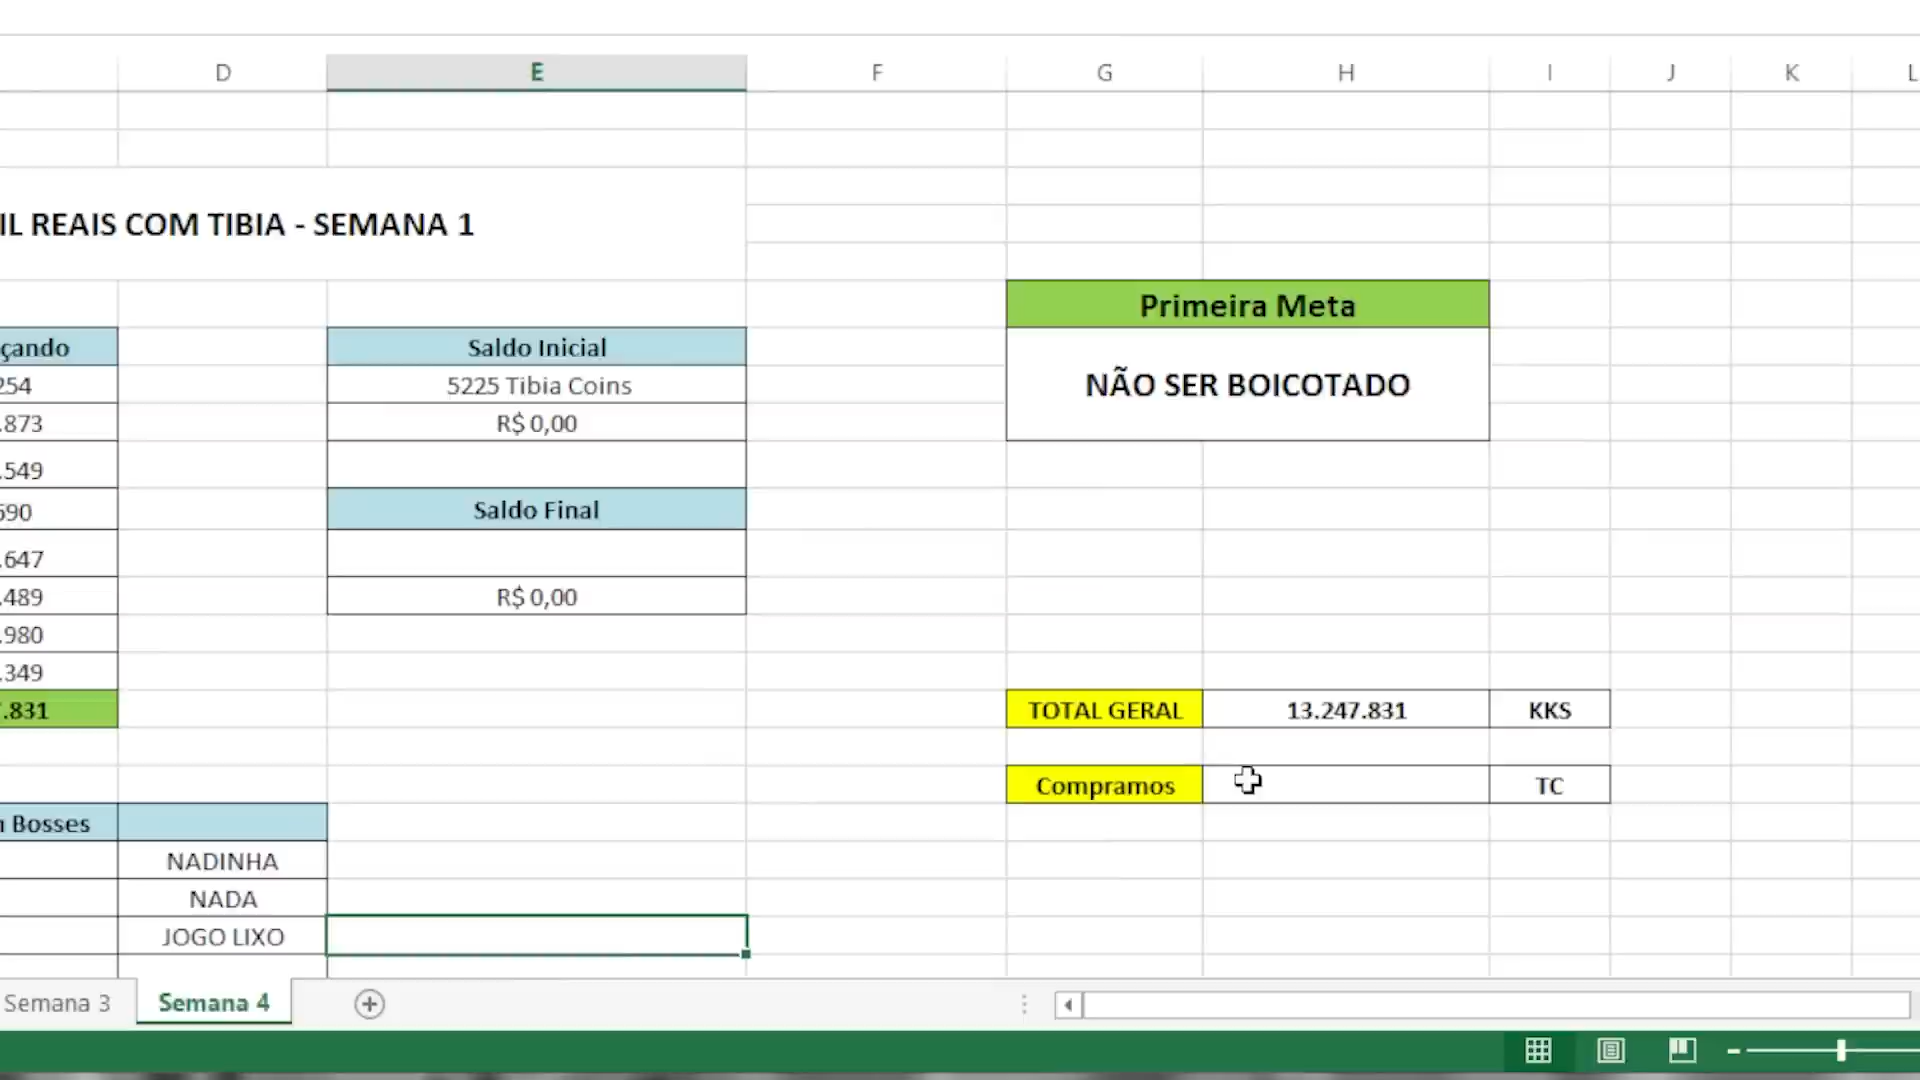 D E F G H I J K L
IL REAIS COM TIBIA - SEMANA 1
Primeira Meta
çando Saldo Inicial
NÃO SER BOICOTADO
254 5225 Tibia Coins
.873 R$ 0,00
.549
690 Saldo Final
.647
.489 R$ 0,00
.980
.349
.831 TOTAL GERAL 13.247.831 KKS
Compramos TC
Bosses
NADINHA
NADA
JOGO LIXO
Semana 3 Semana 4